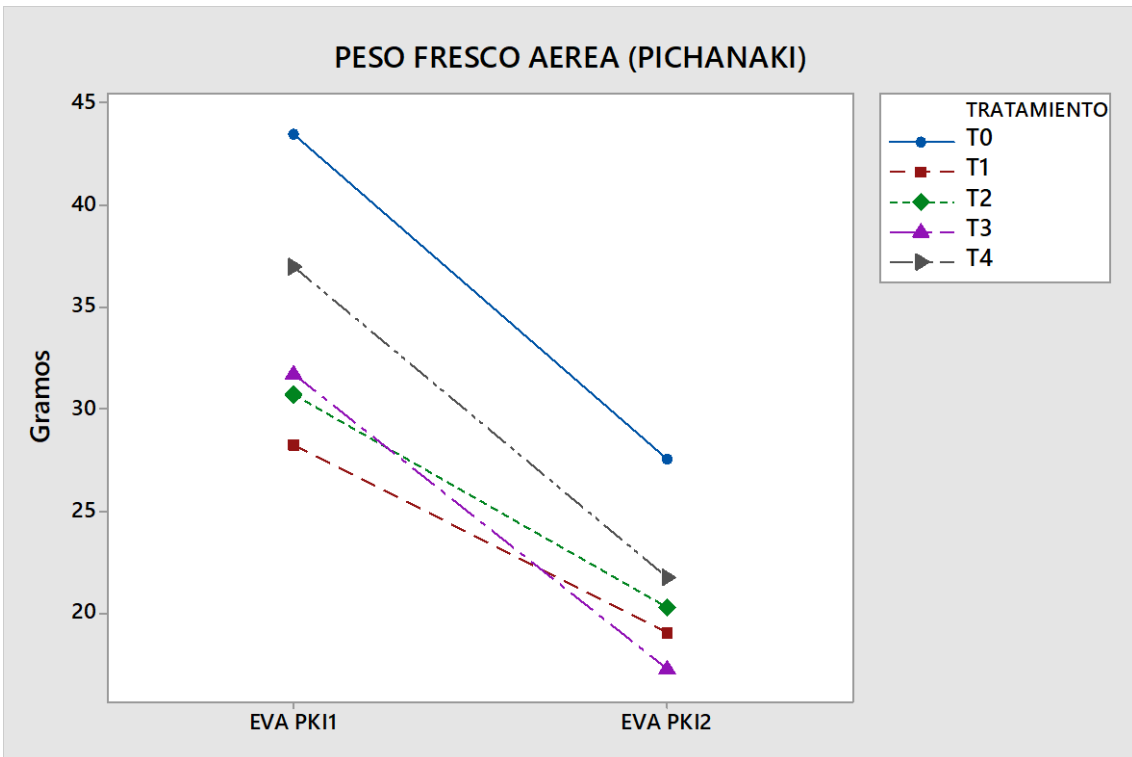 PESO FRESCO AEREA (PICHANAKI)
45
40
35
30
25
20
Gramos
EVA PKI1
EVA PKI2
TRATAMIENTO
T0
T1
T2
T3
T4